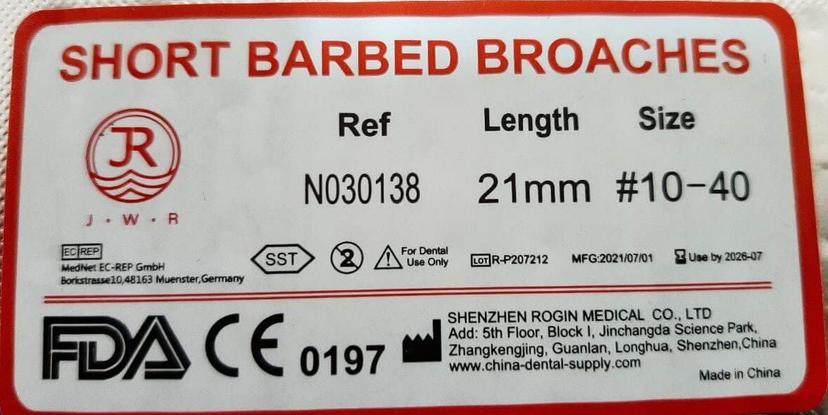 SHORT BARBED BROACHES
JR
J · W · R
Ref Length Size
N030138 21mm #10-40
EC REP
MedNet EC-REP GmbH
Borkstrasse10,48163 Muenster,Germany
SST
2
For Dental
Use Only
LOT R-P207212
MFG:2021/07/01
Use by 2026-07
FDA CE 0197
SHENZHEN ROGIN MEDICAL CO., LTD
Add: 5th Floor, Block I, Jinchangda Science Park,
Zhangkengjing, Guanlan, Longhua, Shenzhen,China
www.china-dental-supply.com
Made in China